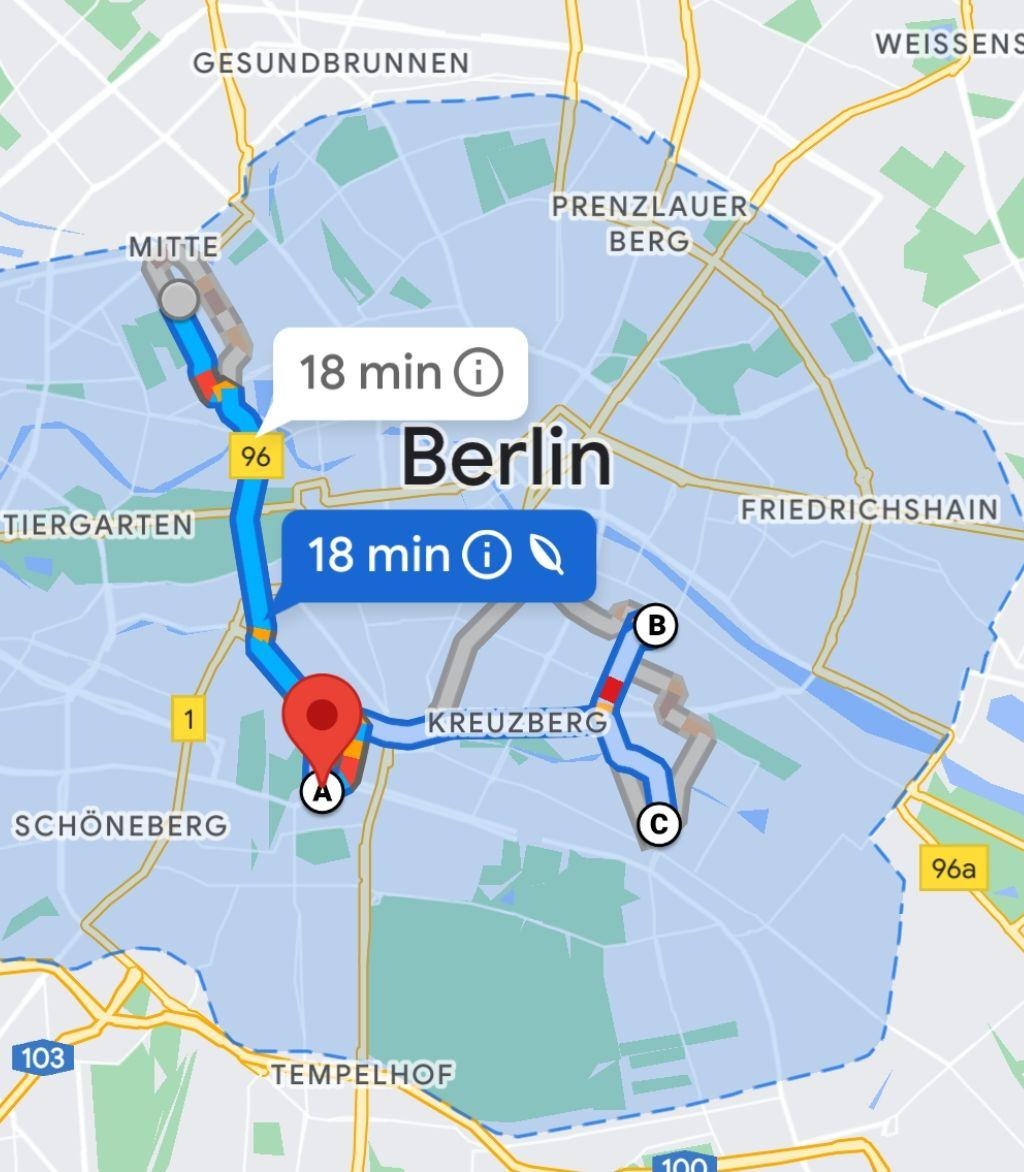 GESUNDBRUNNEN
WEISSENS
PRENZLAUER
BERG
MITTE
18 min
96
Berlin
TIERGARTEN
FRIEDRICHSHAIN
18 min
B
1
KREUZBERG
A
SCHÖNEBERG
C
96a
103
TEMPELHOF
100